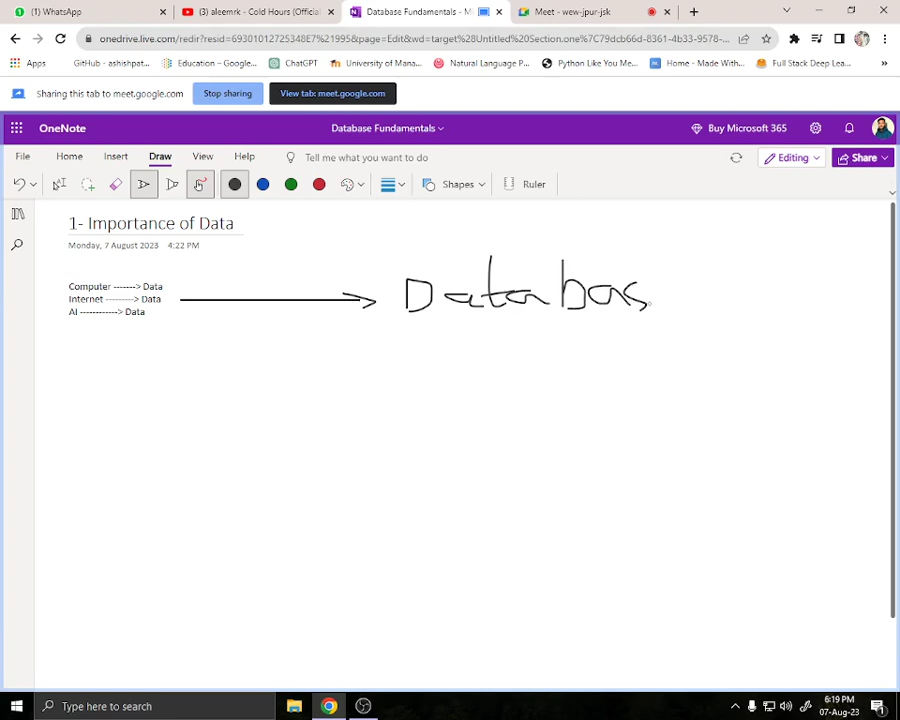 (1) WhatsApp
(3) aleemrk - Cold Hours (Official
Database Fundamentals - Mi
Meet - wew-jpur-jsk
onedrive.live.com/redir?resid=69301012725348E7%21995&page=Edit&wd=target%28Untitled%20Section.one%7C79dcb66d-8361-4b33-9578-...
Apps
GitHub - ashishpat...
Education – Google...
ChatGPT
University of Mana...
Natural Language P...
Python Like You Me...
Home - Made With...
Full Stack Deep Lea...
»
Sharing this tab to meet.google.com
Stop sharing
View tab: meet.google.com
OneNote
Database Fundamentals
Buy Microsoft 365
File
Home
Insert
Draw
View
Help
Tell me what you want to do
Editing
Share
Shapes
Ruler
1- Importance of Data
Monday, 7 August 2023 4:22 PM
Computer -------> Data
Internet ---------> Data
AI ------------> Data
Databas
Type here to search
6:19 PM
07-Aug-23
1